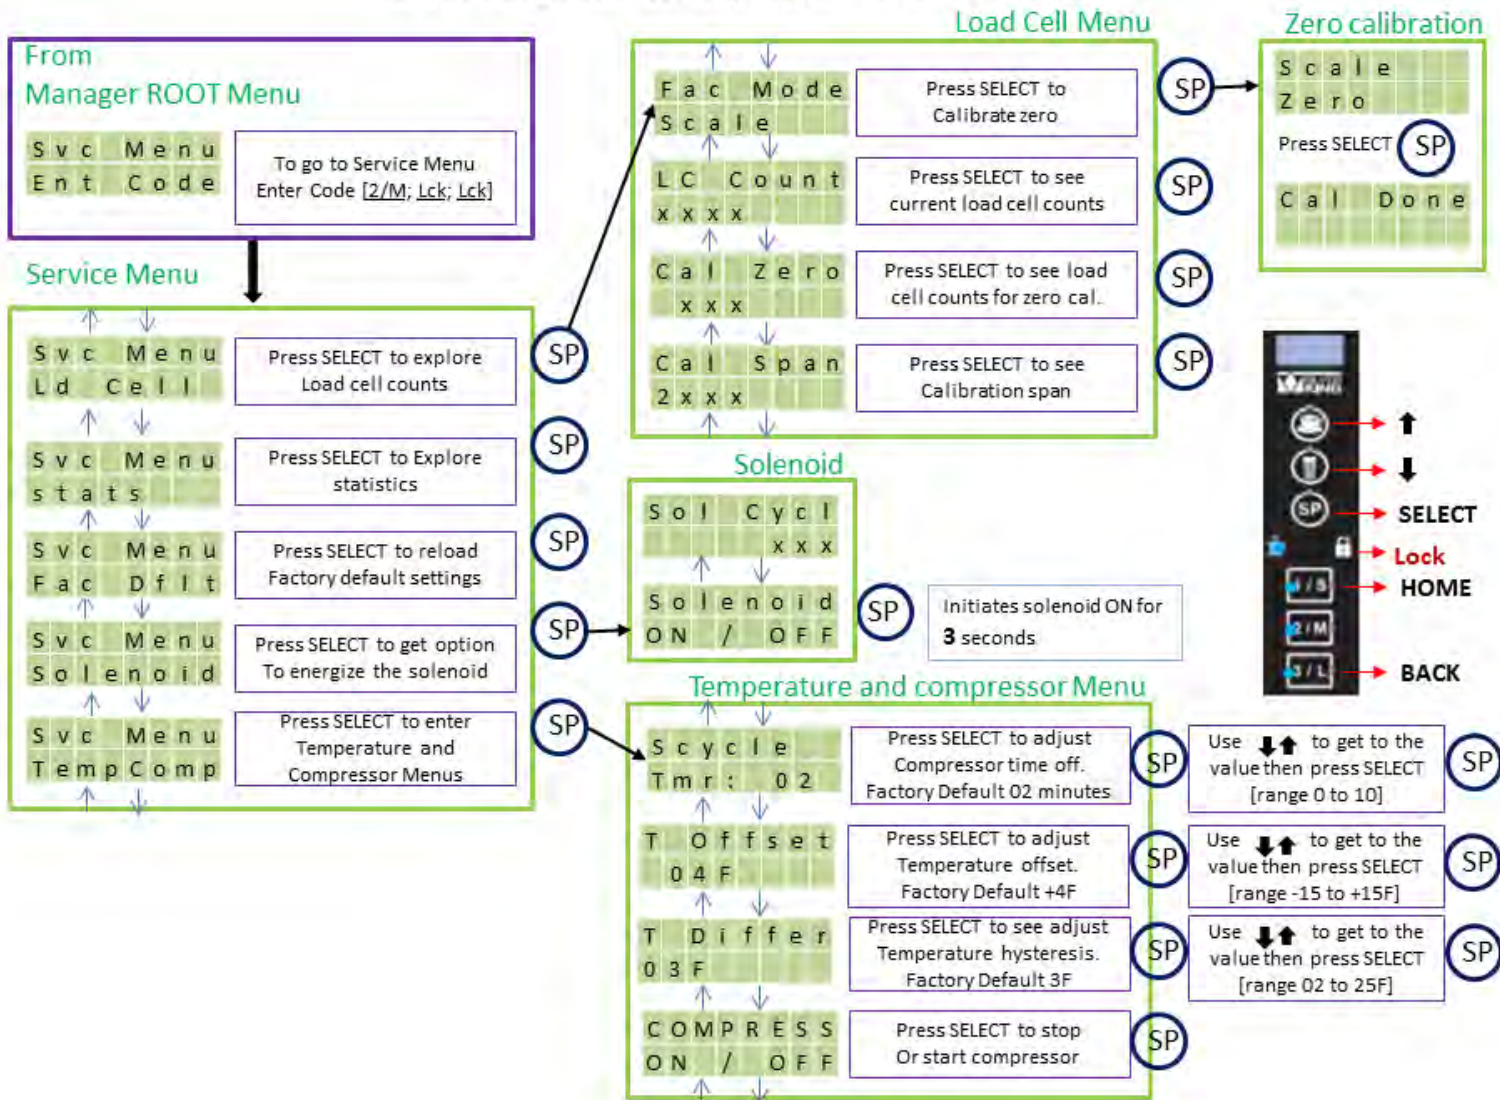 From
Manager ROOT Menu
Svc Menu
Ent Code
To go to Service Menu
Enter Code [2/M; Lck; Lck]
Service Menu
Svc Menu
Ld Cell
Press SELECT to explore
Load cell counts
SP
Svc Menu
stats
Press SELECT to Explore
statistics
SP
Svc Menu
Fac Dflt
Press SELECT to reload
Factory default settings
SP
Svc Menu
Solenoid
Press SELECT to get option
To energize the solenoid
SP
Svc Menu
TempComp
Press SELECT to enter
Temperature and
Compressor Menus
SP
Load Cell Menu
Fac Mode
Scale
Press SELECT to
Calibrate zero
SP
LC Count
xxxx
Press SELECT to see
current load cell counts
SP
Cal Zero
xxx
Press SELECT to see load
cell counts for zero cal.
SP
Cal Span
2xxx
Press SELECT to see
Calibration span
SP
Zero calibration
Scale
Zero
Press SELECT
SP
Cal Done
Solenoid
Sol Cycl
xxx
Solenoid
ON / OFF
SP
Initiates solenoid ON for
3 seconds
SP
SELECT
Lock
1/S
HOME
2/M
3/L
BACK
Temperature and compressor Menu
Scycle
Tmr: 02
Press SELECT to adjust
Compressor time off.
Factory Default 02 minutes
SP
Use ⬇⬆ to get to the
value then press SELECT
[range 0 to 10]
SP
T Offset
04F
Press SELECT to adjust
Temperature offset.
Factory Default +4F
SP
Use ⬇⬆ to get to the
value then press SELECT
[range -15 to +15F]
SP
T Differ
03F
Press SELECT to see adjust
Temperature hysteresis.
Factory Default 3F
SP
Use ⬇⬆ to get to the
value then press SELECT
[range 02 to 25F]
SP
COMPRESS
ON / OFF
Press SELECT to stop
Or start compressor
SP